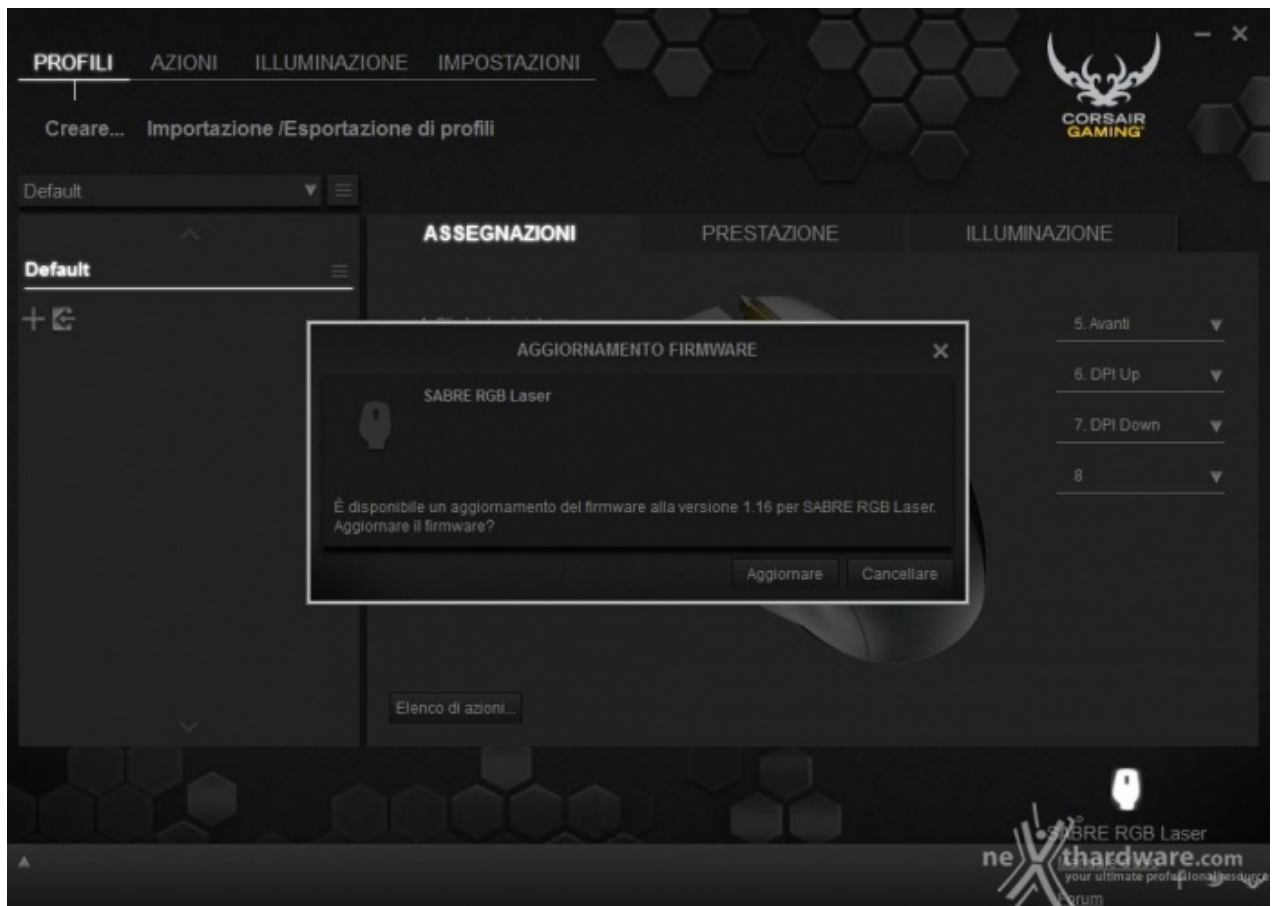 PROFILI AZIONI ILLUMINAZIONE IMPOSTAZIONI
CORSAIR
GAMING
Creare... Importazione /Esportazione di profili
Default
ASSEGNAZIONI PRESTAZIONE ILLUMINAZIONE
Default
5. Avanti
6. DPI Up
7. DPI Down
8
AGGIORNAMENTO FIRMWARE
SABRE RGB Laser
È disponibile un aggiornamento del firmware alla versione 1.16 per SABRE RGB Laser.
Aggiornare il firmware?
Aggiornare Cancellare
Elenco di azioni...
SABRE RGB Laser
nexthardware.com
your ultimate professional resource
Forum